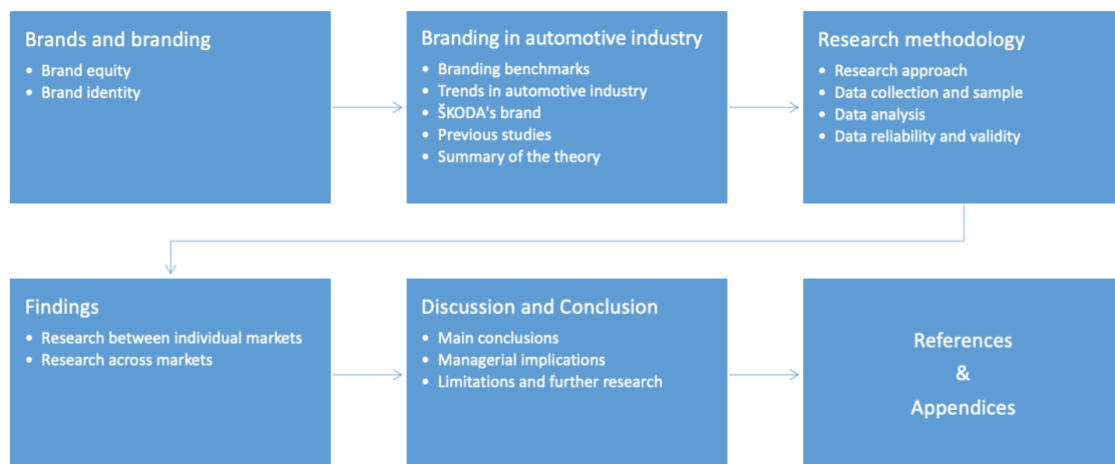 Brands and branding
• Brand equity
• Brand identity
Branding in automotive industry
• Branding benchmarks
• Trends in automotive industry
• ŠKODA's brand
• Previous studies
• Summary of the theory
Research methodology
• Research approach
• Data collection and sample
• Data analysis
• Data reliability and validity
Findings
• Research between individual markets
• Research across markets
Discussion and Conclusion
• Main conclusions
• Managerial implications
• Limitations and further research
References
&
Appendices